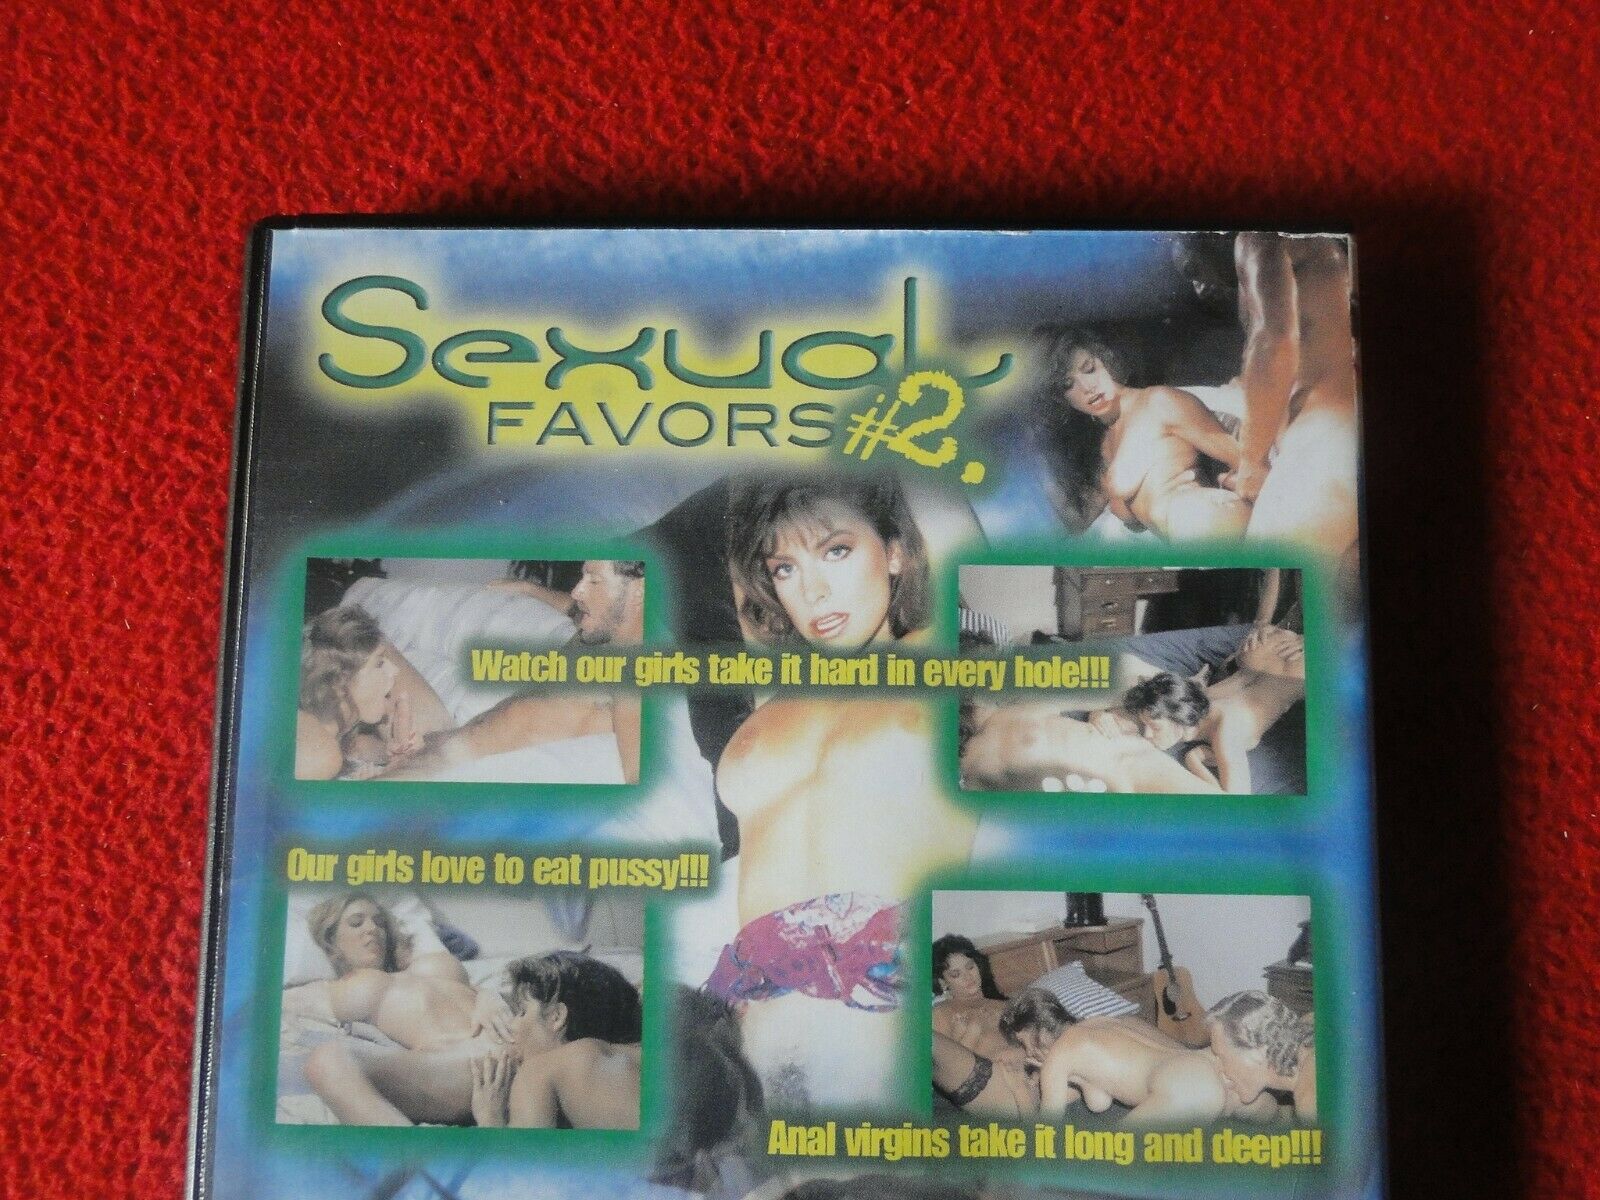 Sexual
FAVORS #2.
Watch our girls take it hard in every hole!!!
Our girls love to eat pussy!!!
Anal virgins take it long and deep!!!